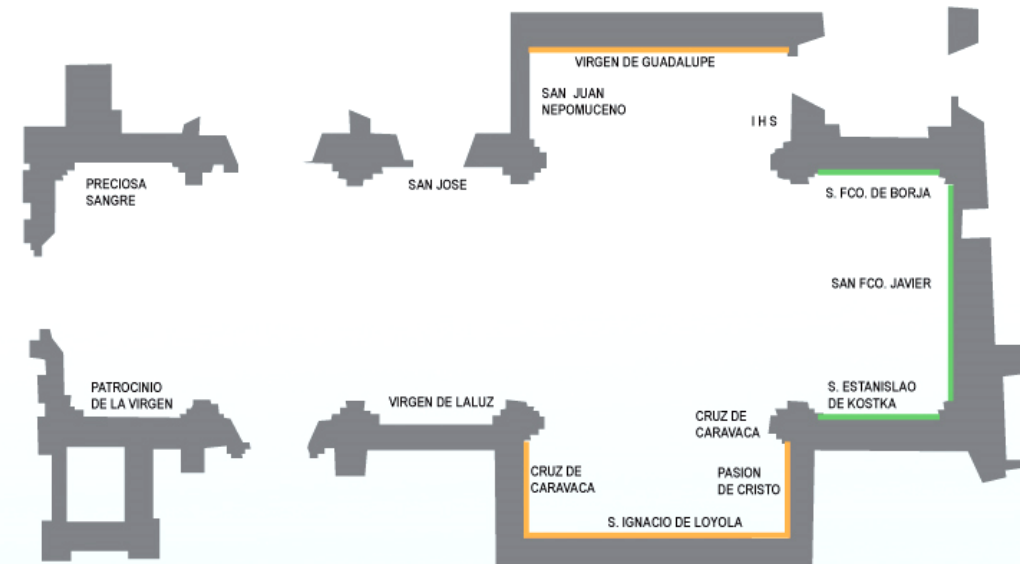 VIRGEN DE GUADALUPE
SAN JUAN
NEPOMUCENO
I H S
PRECIOSA
SANGRE
SAN JOSE
S. FCO. DE BORJA
SAN FCO. JAVIER
PATROCINIO
DE LA VIRGEN
VIRGEN DE LALUZ
S. ESTANISLAO
DE KOSTKA
CRUZ DE
CARAVACA
CRUZ DE
CARAVACA
PASION
DE CRISTO
S. IGNACIO DE LOYOLA